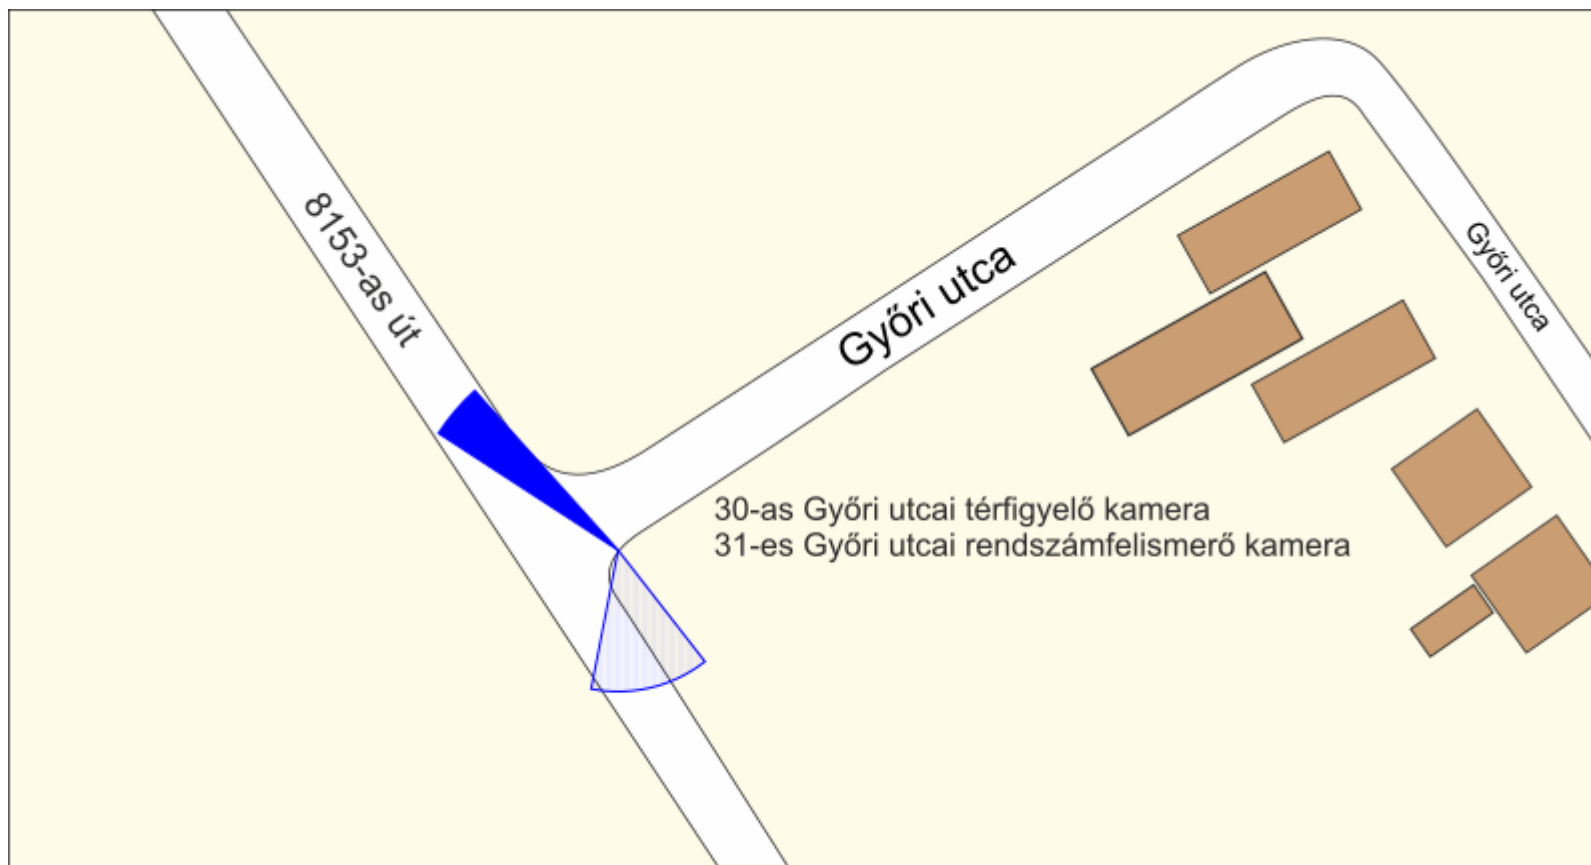 8153-as út
Győri utca
Győri utca
30-as Győri utcai térfigyelő kamera
31-es Győri utcai rendszámfelismerő kamera